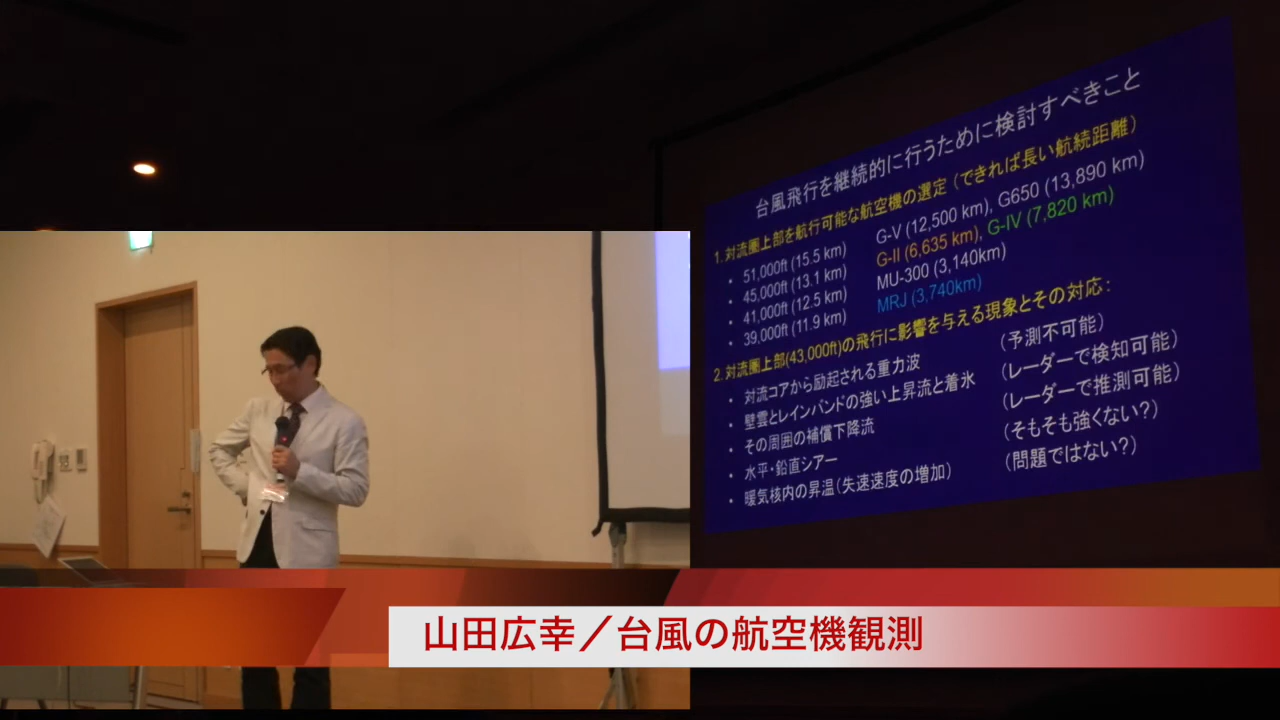 台風飛行を継続的に行うために検討すべきこと
1. 対流圏上部を航行可能な航空機の選定（できれば長い航続距離）
• 51,000ft (15.5 km) G-V (12,500 km), G650 (13,890 km)
• 45,000ft (13.1 km) G-II (6,635 km), G-IV (7,820 km)
• 41,000ft (12.5 km) MU-300 (3,140km)
• 39,000ft (11.9 km) MRJ (3,740km)
2. 対流圏上部(43,000ft)の飛行に影響を与える現象とその対応：
• 対流コアから励起される重力波 （予測不可能）
• 壁雲とレインバンドの強い上昇流と着氷 （レーダーで検知可能）
• その周囲の補償下降流 （レーダーで推測可能）
• 水平・鉛直シアー （そもそも強くない？）
• 暖気核内の昇温（失速速度の増加） （問題ではない？）
山田広幸／台風の航空機観測